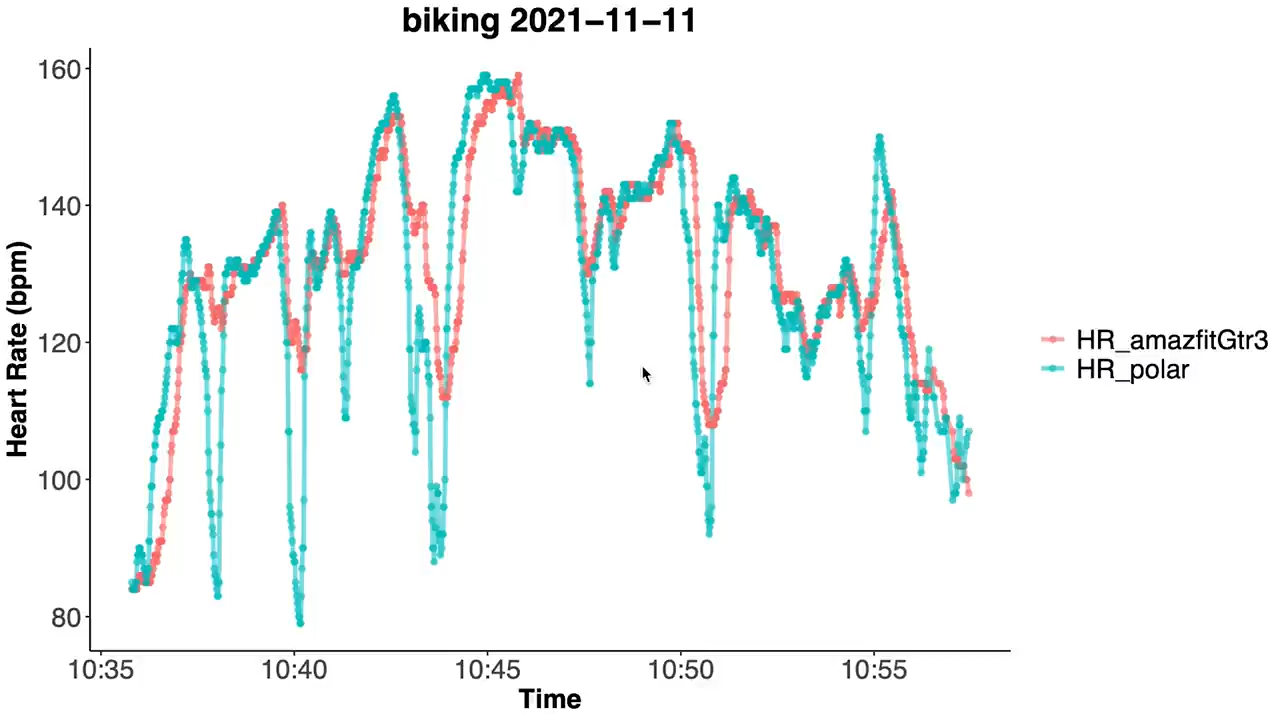 biking 2021−11−11
Heart Rate (bpm)
160
140
120
100
80
10:35 10:40 10:45 10:50 10:55
Time
HR_amazfitGtr3
HR_polar